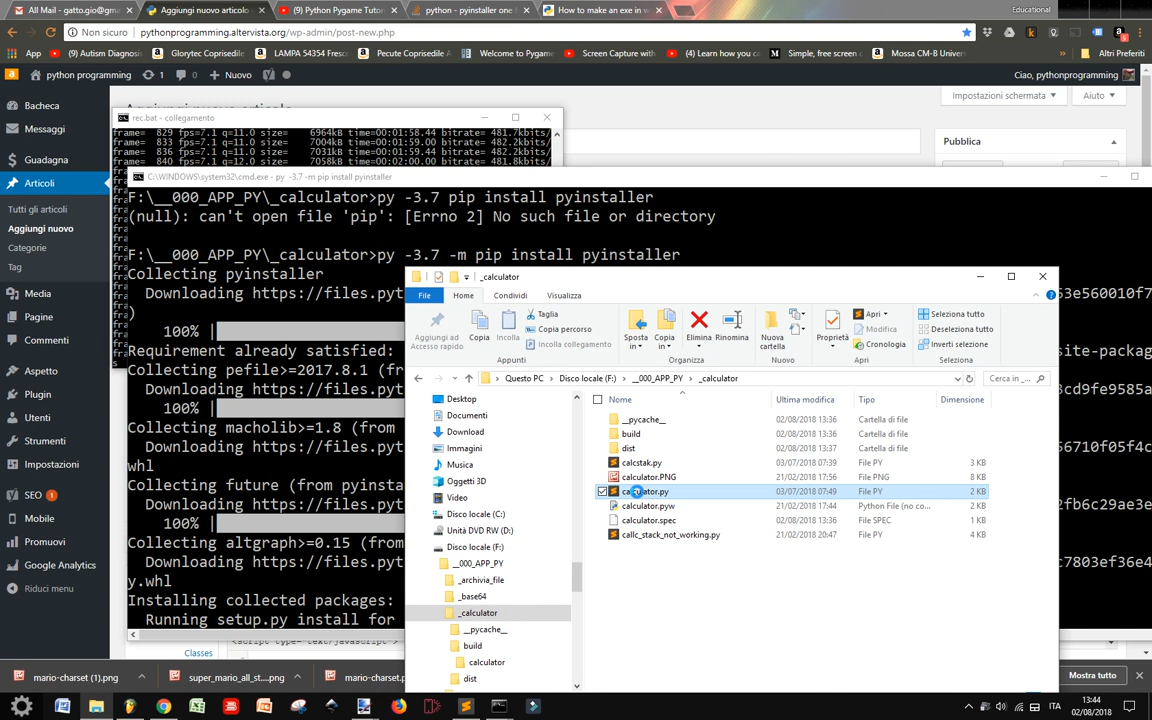 All Mail - gatto.gio@gm
Aggiungi nuovo articolo
(9) Python Pygame Tutor
python - pyinstaller one f
How to make an exe in w
Educational
Non sicuro
pythonprogramming.altervista.org/wp-admin/post-new.php
App
(9) Autism Diagnosi
Glorytec Coprisedile
LAMPA 54354 Fresc
Pecute Coprisedile A
Welcome to Pygame
Screen Capture with
(4) Learn how you ca
Simple, free screen
Mossa CM-B Univer
»
Altri Preferiti
python programming
1
0
Nuovo
Ciao, pythonprogramming
Bacheca
Messaggi
Guadagna
Articoli
Tutti gli articoli
Aggiungi nuovo
Categorie
Tag
Media
Pagine
Commenti
Aspetto
Plugin
Utenti
Strumenti
Impostazioni
SEO 1
Mobile
Promuovi
Google Analytics
Riduci menu
Aggiungi nuovo articolo
Impostazioni schermata
Aiuto
Pubblica
rec.bat - collegamento
frame= 829 fps=7.1 q=11.0 size= 6964kB time=00:01:58.44 bitrate= 481.7kbits/
frame= 833 fps=7.1 q=11.0 size= 7004kB time=00:01:59.00 bitrate= 482.2kbits/
frame= 836 fps=7.1 q=11.0 size= 7031kB time=00:01:59.44 bitrate= 482.2kbits/
frame= 840 fps=7.1 q=12.0 size= 7058kB time=00:02:00.00 bitrate= 481.8kbits/
C:\WINDOWS\system32\cmd.exe - py -3.7 -m pip install pyinstaller
F:\__000_APP_PY\_calculator>py -3.7 pip install pyinstaller
(null): can't open file 'pip': [Errno 2] No such file or directory
F:\__000_APP_PY\_calculator>py -3.7 -m pip install pyinstaller
Collecting pyinstaller
Downloading https://files.pyt
53e560010f7
)
100% |
Requirement already satisfied:
site-packag
Collecting pefile>=2017.8.1 (fr
Downloading https://files.pyt
3cd9fe9585a
100% |
Collecting macholib>=1.8 (from
Downloading https://files.pyt
56710f05f4c
whl
Collecting future (from pyinsta
Downloading https://files.pyt
100% |
Collecting altgraph>=0.15 (from
Downloading https://files.pyt
c7803ef36e4
y.whl
Installing collected packages:
Running setup.py install for
_calculator
File
Home
Condividi
Visualizza
Aggiungi ad Accesso rapido
Copia
Incolla
Taglia
Copia percorso
Incolla collegamento
Appunti
Sposta in
Copia in
Elimina
Rinomina
Organizza
Nuova cartella
Nuovo
Proprietà
Apri
Modifica
Cronologia
Apri
Seleziona tutto
Deseleziona tutto
Inverti selezione
Selezione
Questo PC
Disco locale (F:)
__000_APP_PY
_calculator
Cerca in _...
Desktop
Documenti
Download
Immagini
Musica
Oggetti 3D
Video
Disco locale (C:)
Unità DVD RW (D:)
Disco locale (F:)
__000_APP_PY
_archivia_file
_base64
_calculator
__pycache__
build
calculator
dist
Nome
Ultima modifica
Tipo
Dimensione
__pycache__ 02/08/2018 13:36 Cartella di file
build 02/08/2018 13:36 Cartella di file
dist 02/08/2018 13:37 Cartella di file
calcstak.py 03/07/2018 07:39 File PY 3 KB
calculator.PNG 21/02/2018 17:56 File PNG 8 KB
calculator.py 03/07/2018 07:49 File PY 2 KB
calculator.pyw 21/02/2018 17:44 Python File (no co... 2 KB
calculator.spec 02/08/2018 13:36 File SPEC 1 KB
callc_stack_not_working.py 21/02/2018 20:47 File PY 4 KB
Classes
mario-charset (1).png
super_mario_all_st....png
mario-charset.p
Mostra tutto
ITA
13:44
02/08/2018